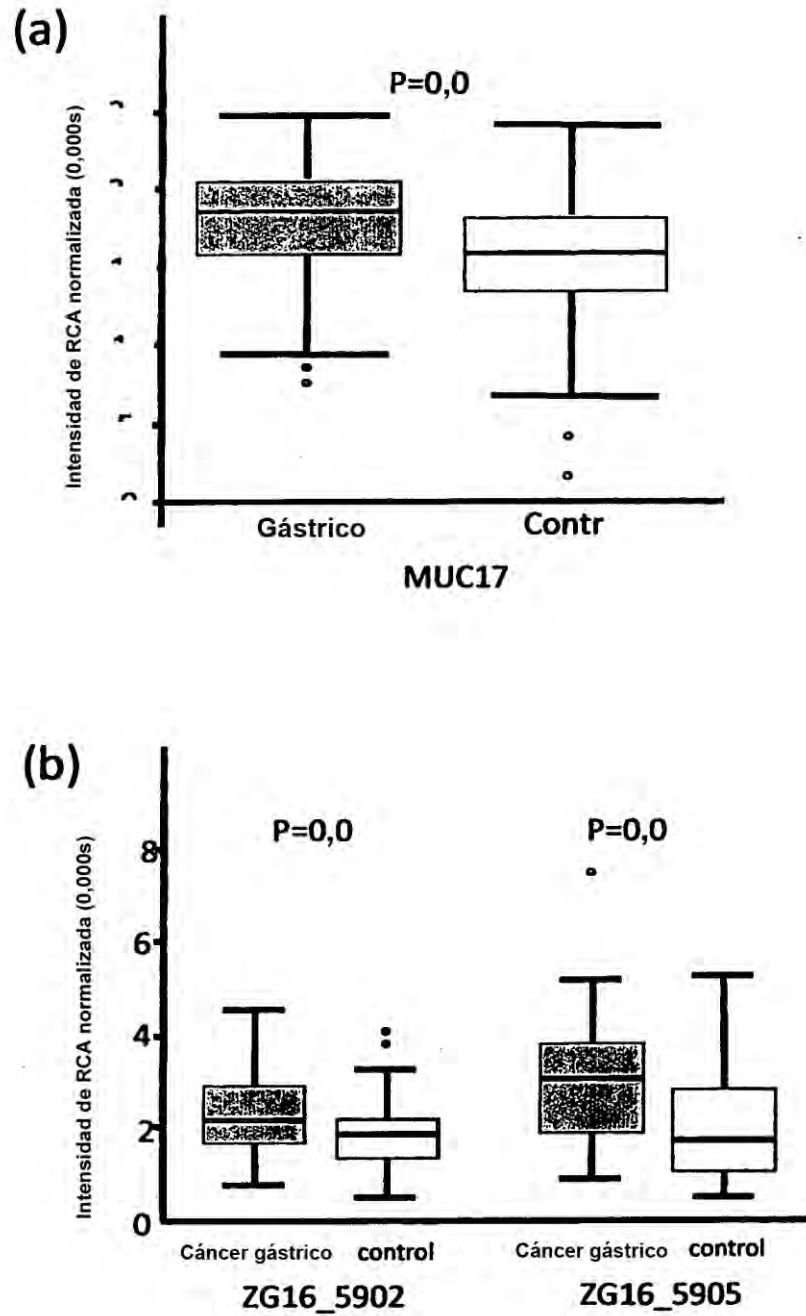 (a)
Intensidad de RCA normalizada (0,000s)
P=0,0
Gástrico
Contr
MUC17
(b)
Intensidad de RCA normalizada (0,000s)
P=0,0
P=0,0
8
6
4
2
0
Cáncer gástrico
control
Cáncer gástrico
control
ZG16_5902
ZG16_5905